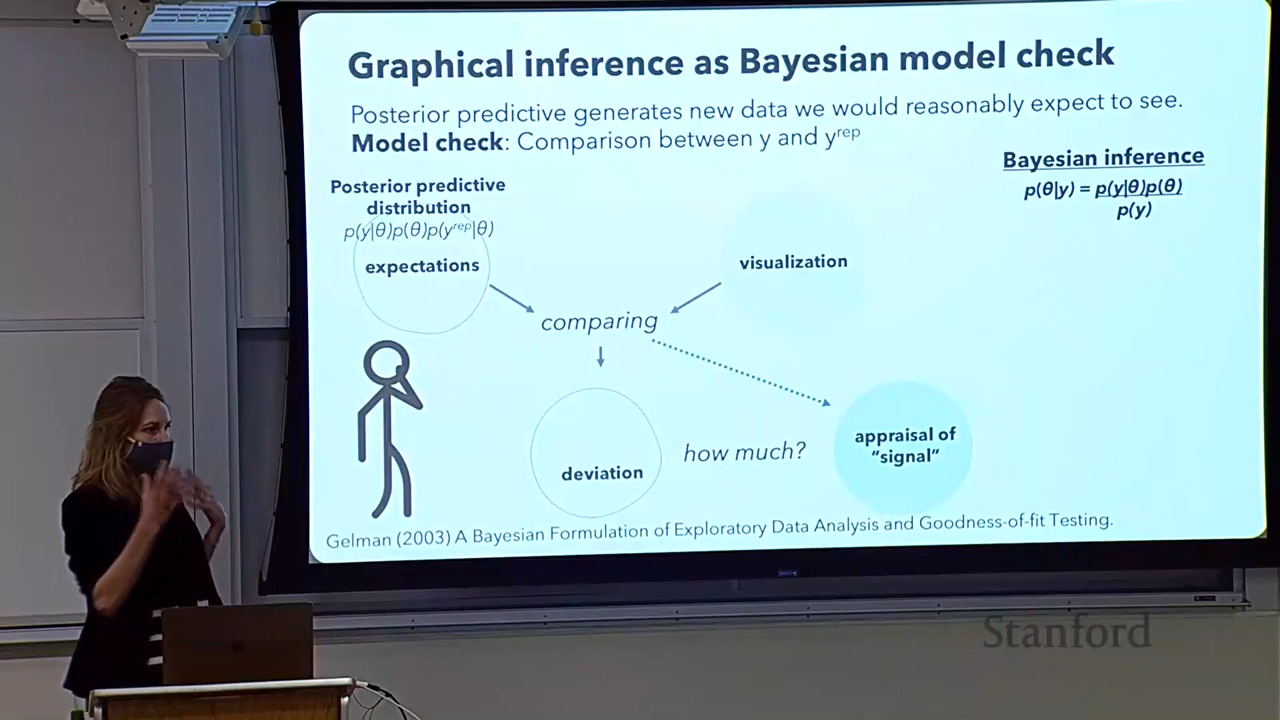 Graphical inference as Bayesian model check
Posterior predictive generates new data we would reasonably expect to see.
Model check: Comparison between y and y^rep
Bayesian inference
p(θ|y) = p(y|θ)p(θ)
p(y)
Posterior predictive
distribution
p(y|θ)p(θ)p(y^rep|θ)
expectations
visualization
comparing
deviation
how much?
appraisal of
“signal”
Gelman (2003) A Bayesian Formulation of Exploratory Data Analysis and Goodness-of-fit Testing.
Stanford